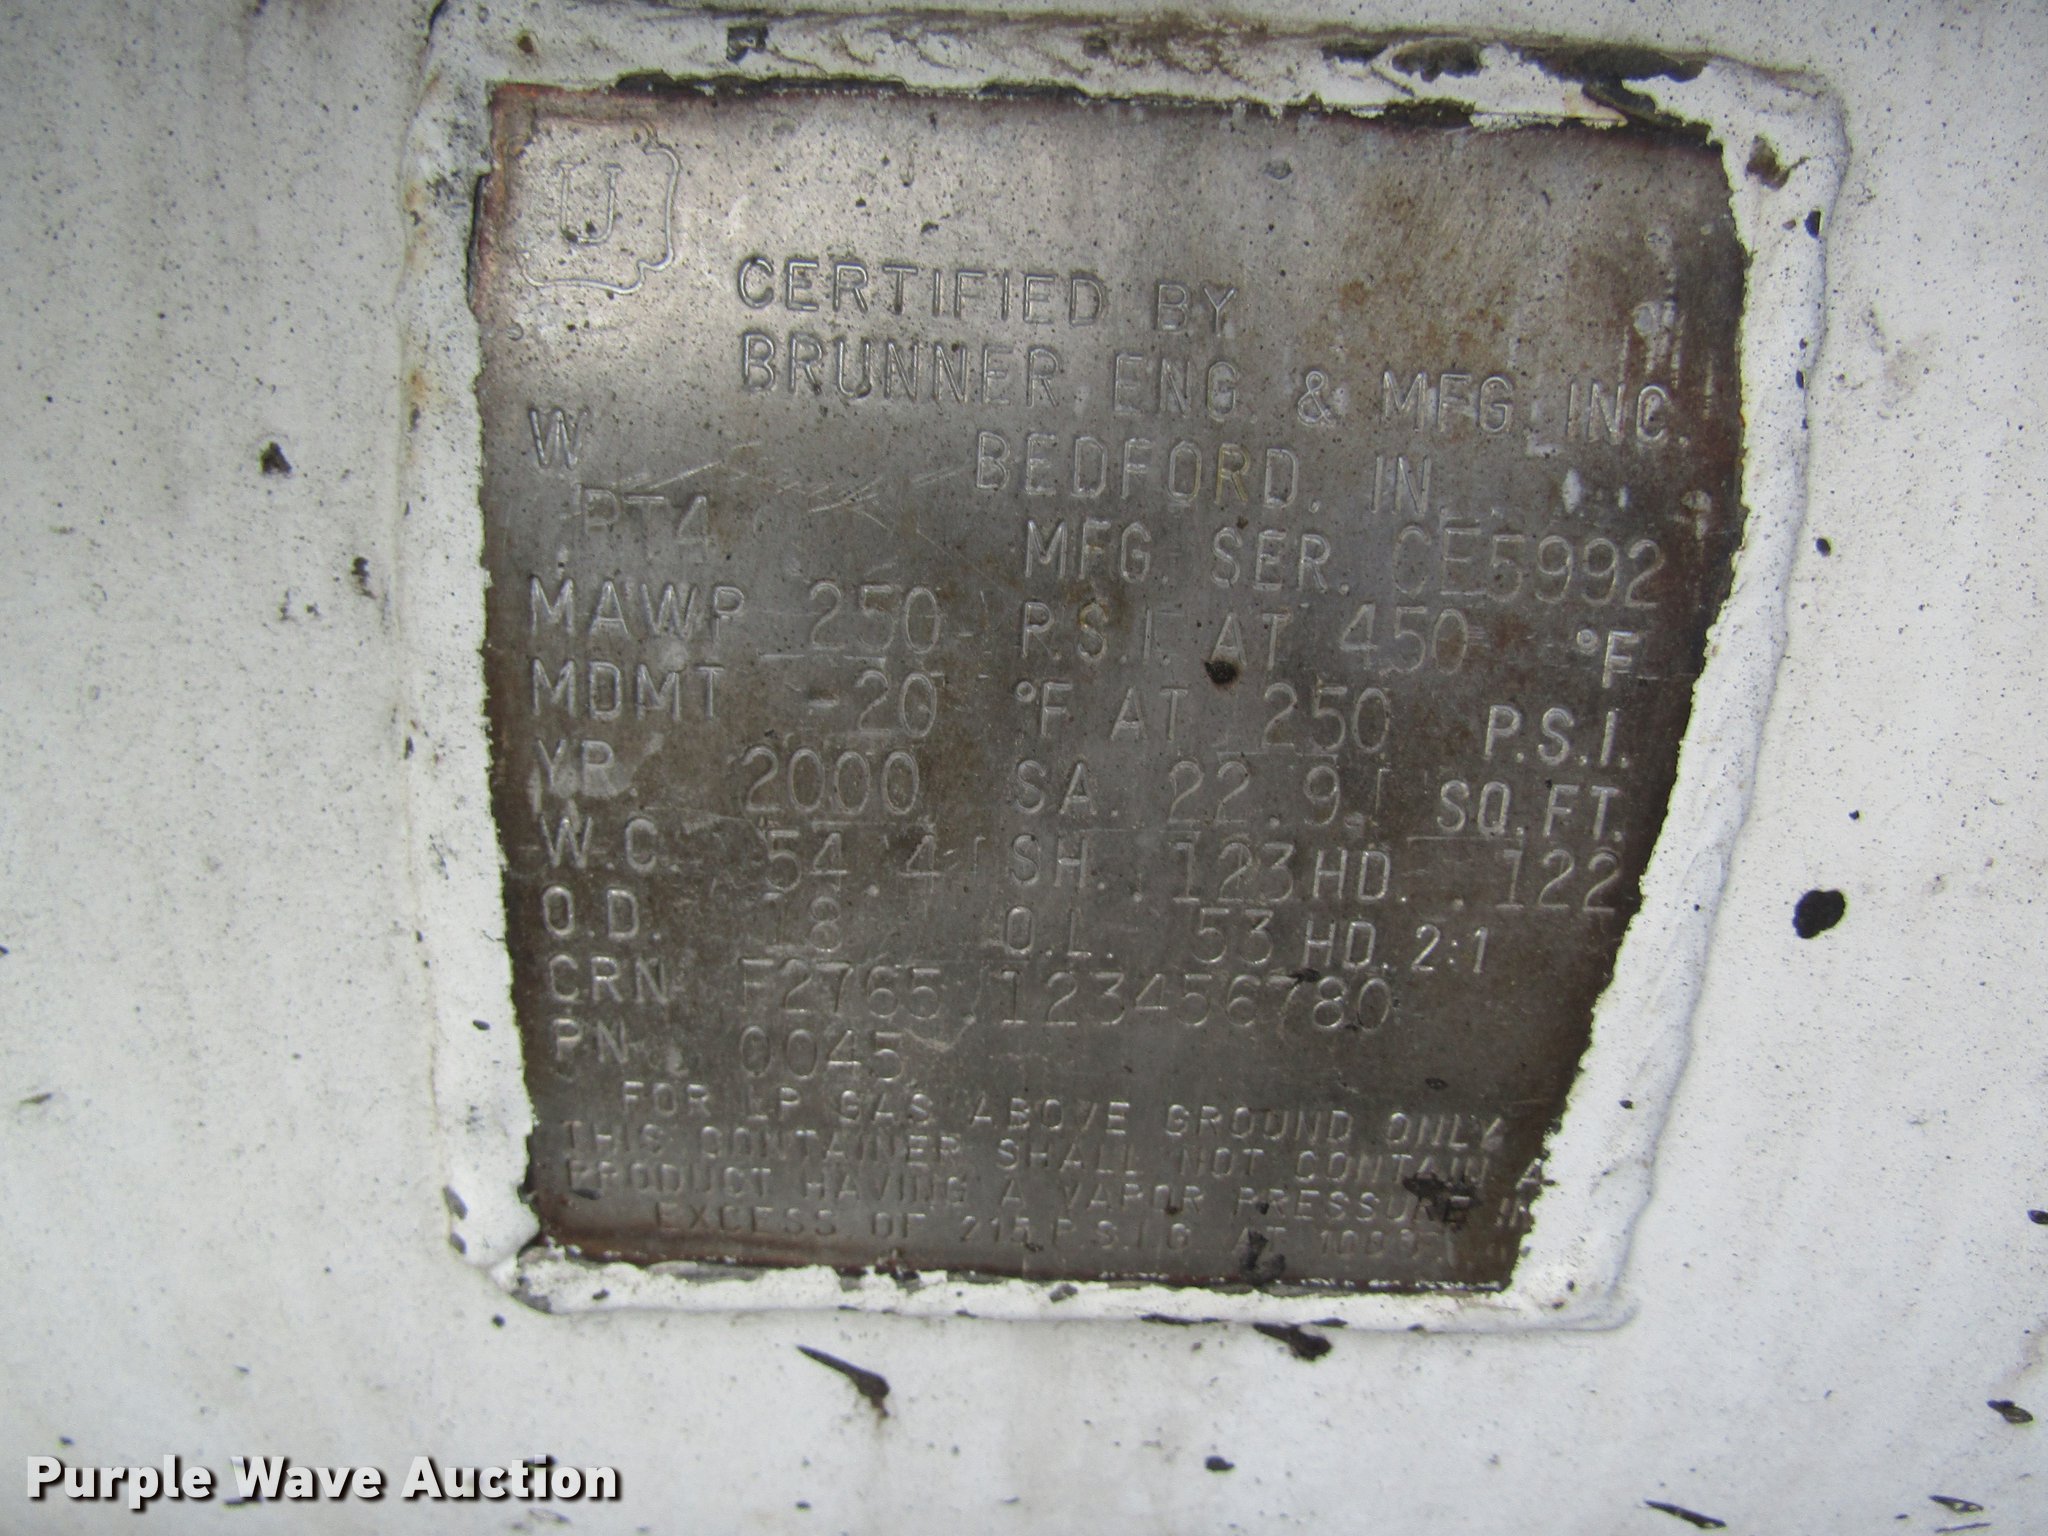 U
CERTIFIED BY
BRUNNER ENG. & MFG. INC.
W BEDFORD, IN
RT4 MFG. SER. CE5992
MAWP 250 P.S.I. AT 450 °F
MDMT -20 °F AT 250 P.S.I.
YR. 2000 SA. 22.9 SQ.FT.
W.C. 54.4 SH. .123 HD. .122
O.D. 18 O.L. 53 HD. 2:1
CRN F2765.123456780
PN 0045
FOR LP GAS ABOVE GROUND ONLY
THIS CONTAINER SHALL NOT CONTAIN A
PRODUCT HAVING A VAPOR PRESSURE IN
EXCESS OF 215 P.S.I.G. AT
Purple Wave Auction